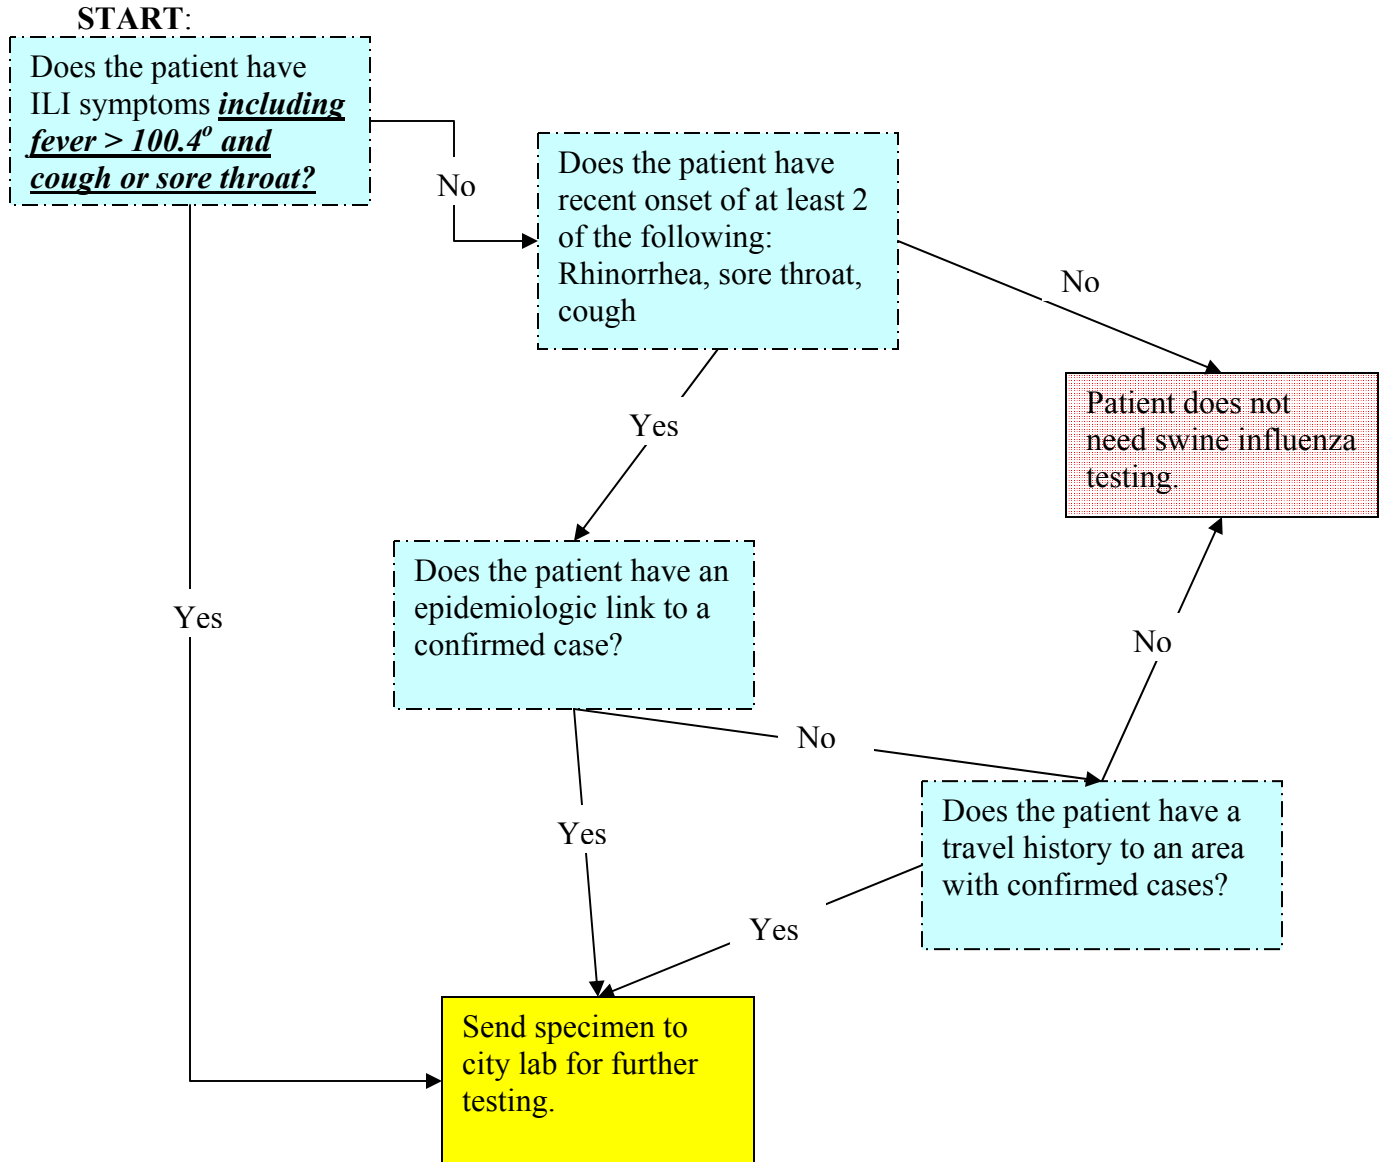 START:
Does the patient have
ILI symptoms including
fever > 100.4° and
cough or sore throat?
No
Does the patient have
recent onset of at least 2
of the following:
Rhinorrhea, sore throat,
cough
No
Yes
Patient does not
need swine influenza
testing.
Does the patient have an
epidemiologic link to a
confirmed case?
Yes
No
No
Does the patient have a
travel history to an area
with confirmed cases?
Yes
Yes
Send specimen to
city lab for further
testing.